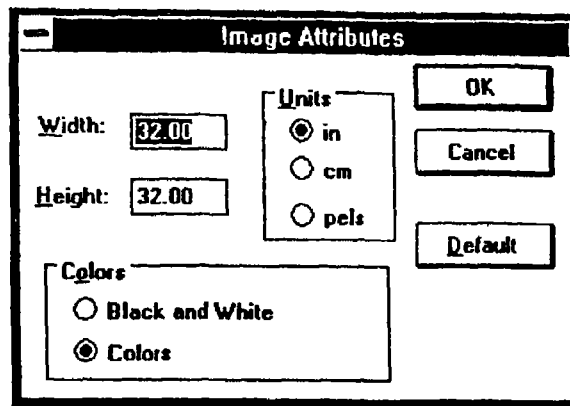 Image Attributes
Width: 32.00
Height: 32.00
Units
in
cm
pels
OK
Cancel
Default
Colors
Black and White
Colors